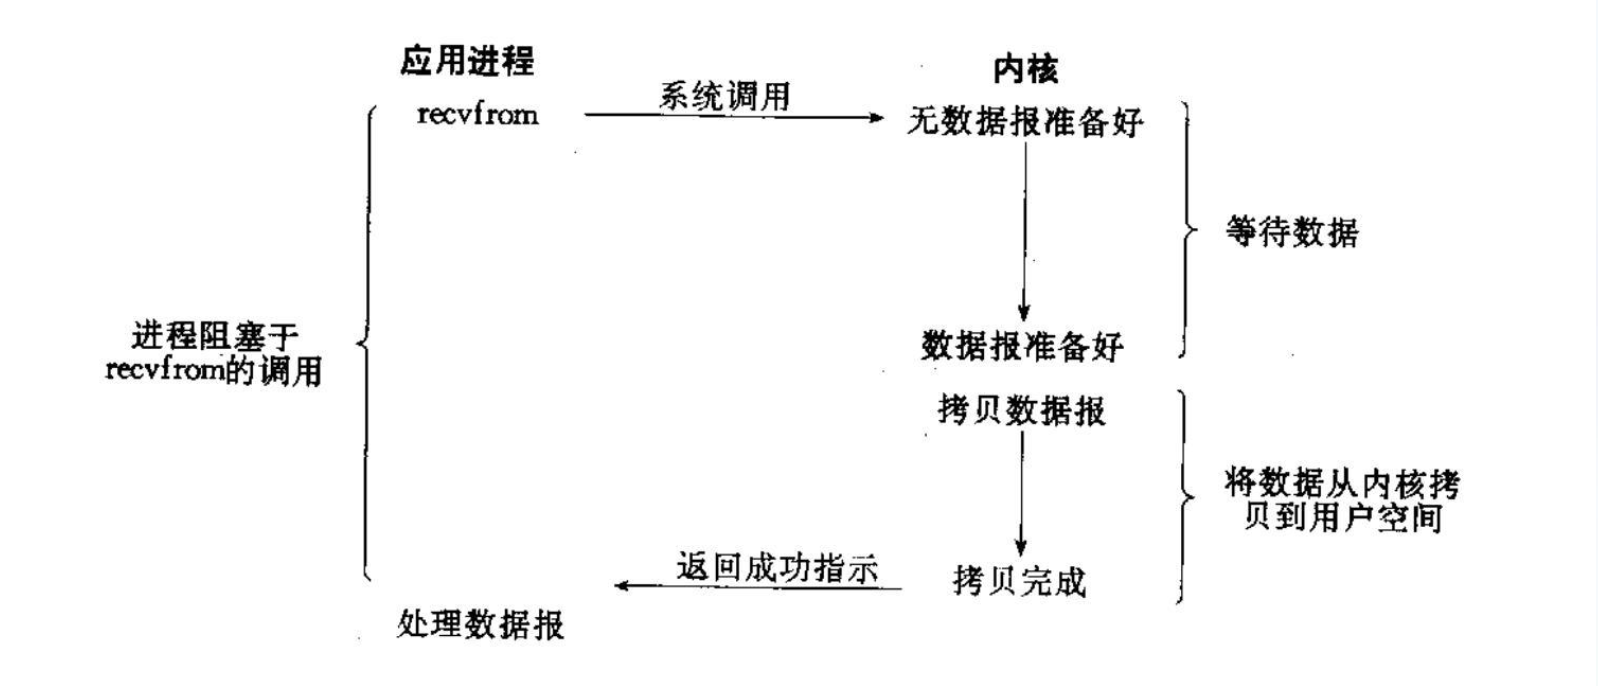 应用进程
内核
recvfrom
系统调用
无数据报准备好
等待数据
进程阻塞于
recvfrom的调用
数据报准备好
拷贝数据报
将数据从内核拷
贝到用户空间
返回成功指示
拷贝完成
处理数据报